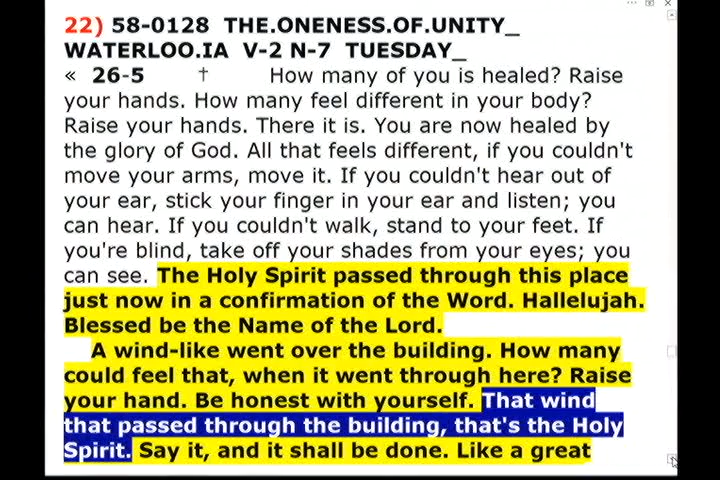 22) 58-0128 THE.ONENESS.OF.UNITY_
WATERLOO.IA V-2 N-7 TUESDAY_
« 26-5 † How many of you is healed? Raise
your hands. How many feel different in your body?
Raise your hands. There it is. You are now healed by
the glory of God. All that feels different, if you couldn't
move your arms, move it. If you couldn't hear out of
your ear, stick your finger in your ear and listen; you
can hear. If you couldn't walk, stand to your feet. If
you're blind, take off your shades from your eyes; you
can see. The Holy Spirit passed through this place
just now in a confirmation of the Word. Hallelujah.
Blessed be the Name of the Lord.
A wind-like went over the building. How many
could feel that, when it went through here? Raise
your hand. Be honest with yourself. That wind
that passed through the building, that's the Holy
Spirit. Say it, and it shall be done. Like a great